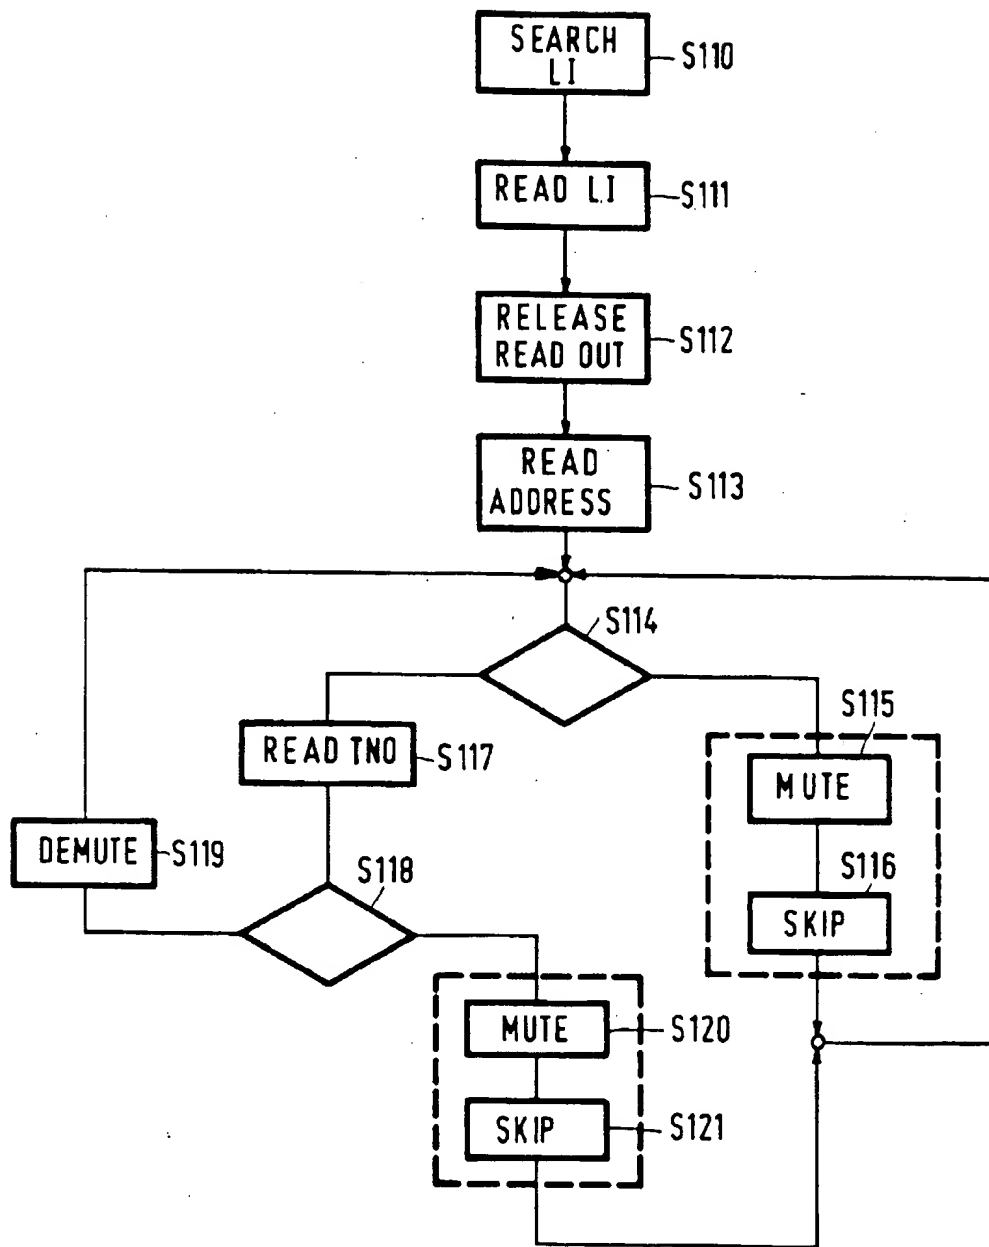 SEARCH
LI
S110
READ LI
S111
RELEASE
READ OUT
S112
READ
ADDRESS
S113
S114
S115
MUTE
READ TNO
S117
DEMUTE
S119
S118
S116
SKIP
MUTE
S120
SKIP
S121